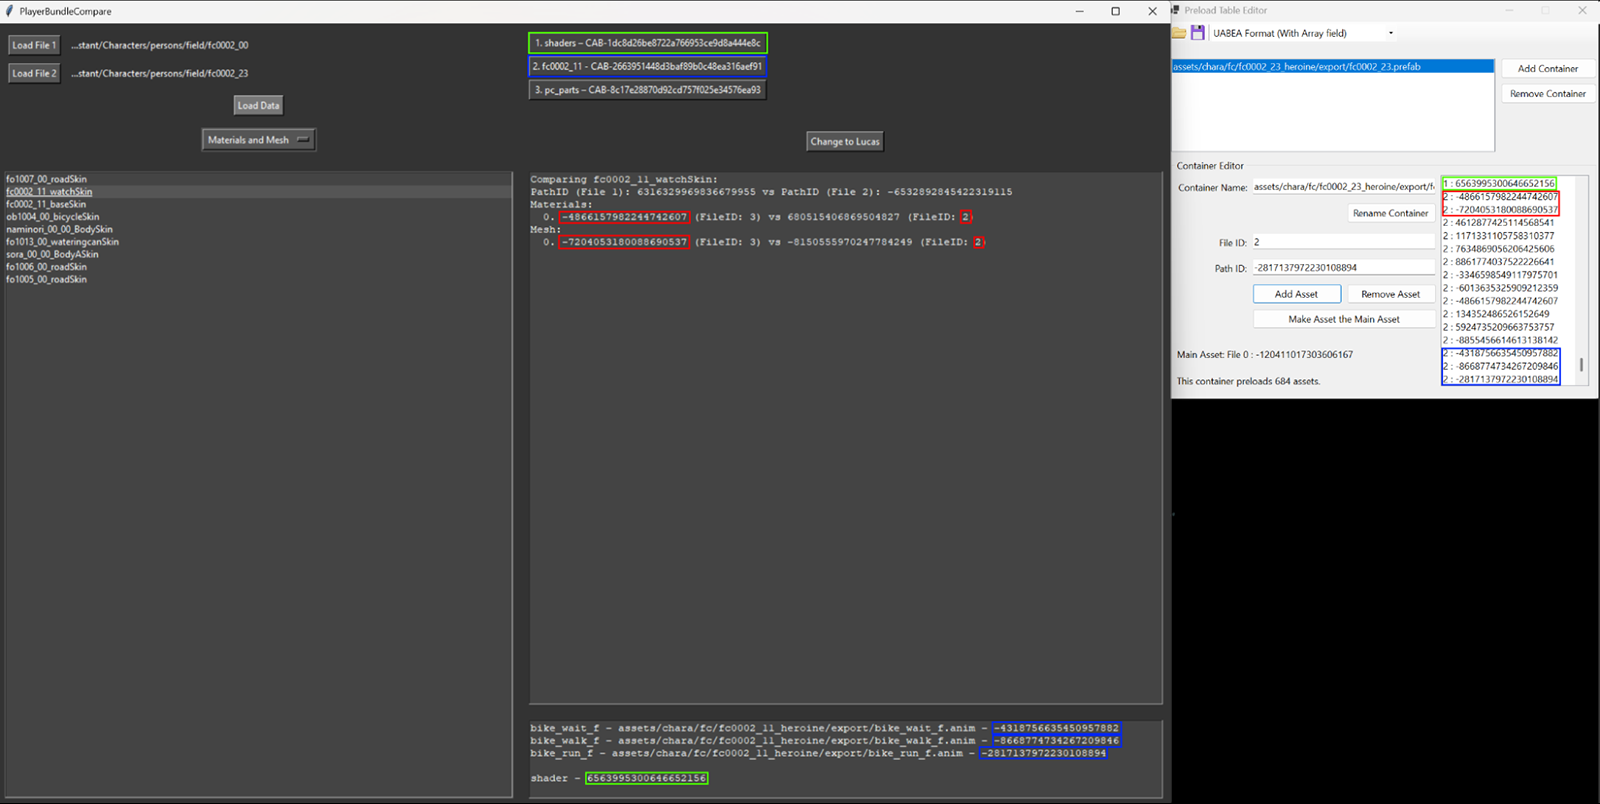 PlayerBundleCompare
Load File 1 ...stant/Characters/persons/field/fc0002_00
Load File 2 ...stant/Characters/persons/field/fc0002_23
Load Data
Materials and Mesh
1. shaders – CAB-1dc8d26be8722a766953ce9d8a444e8c
2. fc0002_11 - CAB-2663951448d3baf89b0c48ea316aef91
3. pc_parts – CAB-8c17e28870d92cd757f025e34576ea93
Change to Lucas
fo1007_00_roadSkin
fc0002_11_watchSkin
fc0002_11_baseSkin
ob1004_00_bicycleSkin
naminori_00_00_BodySkin
fo1013_00_wateringcanSkin
sora_00_00_BodyASkin
fo1006_00_roadSkin
fo1005_00_roadSkin
Comparing fc0002_11_watchSkin:
PathID (File 1): 6316329969836679955 vs PathID (File 2): -6532892845422319115
Materials:
0. -4866157982244742607 (FileID: 3) vs 680515406869504827 (FileID: 2)
Mesh:
0. -7204053180088690537 (FileID: 3) vs -8150555970247784249 (FileID: 2)
bike_wait_f - assets/chara/fc/fc0002_11_heroine/export/bike_wait_f.anim - -4318756635450957882
bike_walk_f - assets/chara/fc/fc0002_11_heroine/export/bike_walk_f.anim - -8668774734267209846
bike_run_f - assets/chara/fc/fc0002_11_heroine/export/bike_run_f.anim - -2817137972230108894
shader - 6563995300646652156
Preload Table Editor
UABEA Format (With Array field)
assets/chara/fc/fc0002_23_heroine/export/fc0002_23.prefab
Add Container
Remove Container
Container Editor
Container Name: assets/chara/fc/fc0002_23_heroine/export/f
Rename Container
File ID: 2
Path ID: -2817137972230108894
Add Asset
Remove Asset
Make Asset the Main Asset
Main Asset: File 0 : -120411017303606167
This container preloads 684 assets.
1 : 6563995300646652156
2 : -4866157982244742607
2 : -7204053180088690537
2 : 4612877425114568541
2 : 1171331105758310377
2 : 7634869056206425606
2 : 8861774037522226641
2 : -3346598549117975701
2 : -6013635325909212359
2 : -4866157982244742607
2 : 134352486526152649
2 : 5924735209663753757
2 : -8855456614613138142
2 : -4318756635450957882
2 : -8668774734267209846
2 : -2817137972230108894